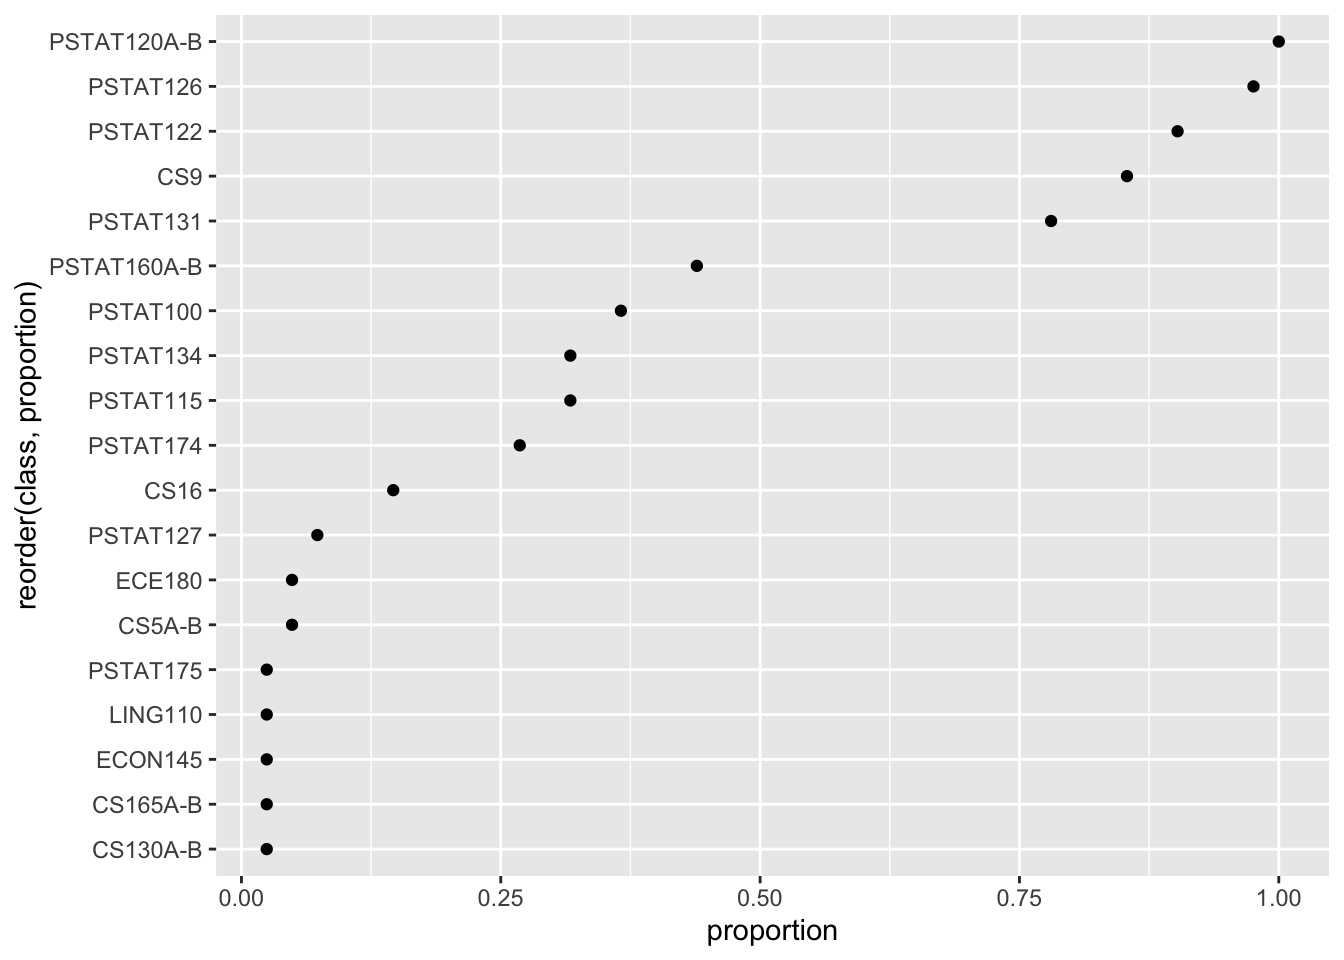 PSTAT120A-B
PSTAT126
PSTAT122
CS9
PSTAT131
PSTAT160A-B
PSTAT100
PSTAT134
PSTAT115
PSTAT174
CS16
PSTAT127
ECE180
CS5A-B
PSTAT175
LING110
ECON145
CS165A-B
CS130A-B
reorder(class, proportion)
0.00 0.25 0.50 0.75 1.00
proportion